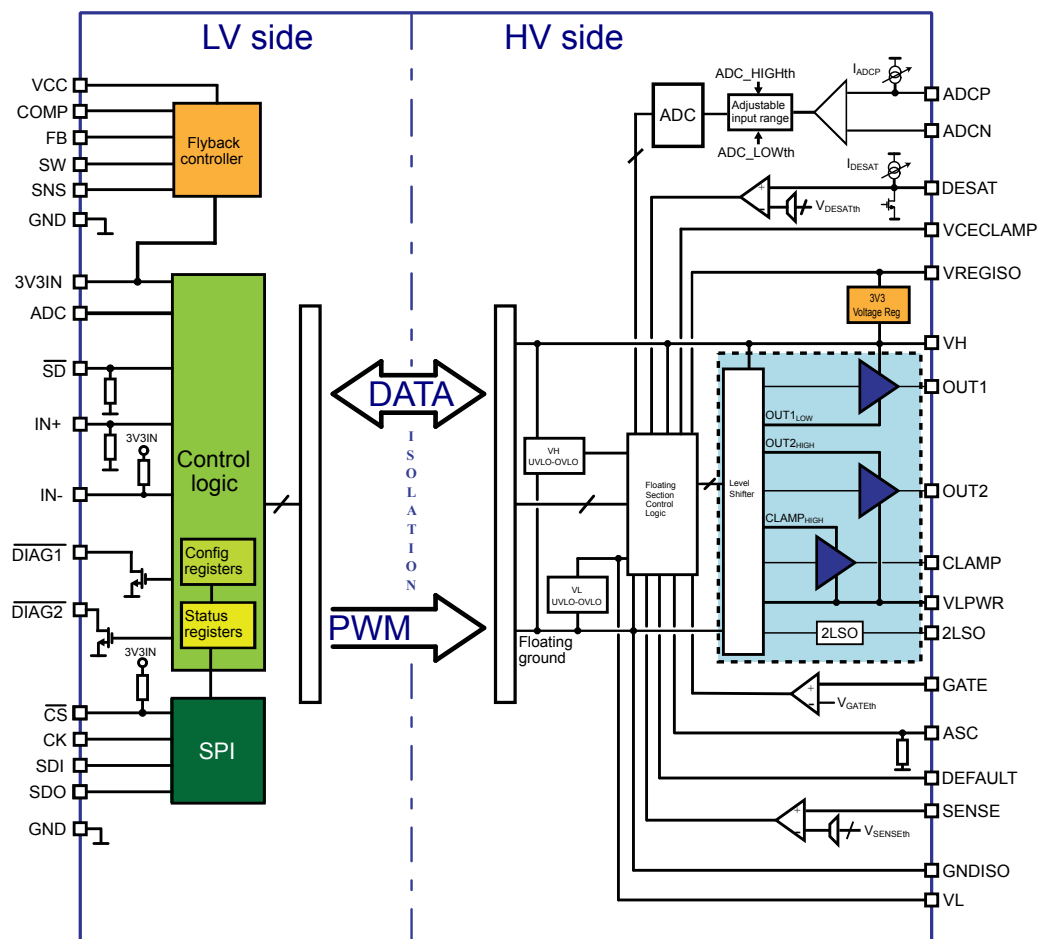 LV side
HV side
VCC
COMP
FB
SW
SNS
GND
3V3IN
ADC
SD
IN+
3V3IN
IN-
DIAG1
DIAG2
3V3IN
CS
CK
SDI
SDO
GND
Flyback
controller
Control
logic
Config
registers
Status
registers
SPI
DATA
ISOLATION
PWM
ADC
ADC_HIGHth
Adjustable
input range
ADC_LOWth
IADCP
IDESAT
VDESATth
3V3
Voltage Reg
VH
UVLO-OVLO
Floating
Section
Control
Logic
VL
UVLO-OVLO
Floating
ground
Level
Shifter
OUT1LOW
OUT2HIGH
CLAMPHIGH
2LSO
VGATEth
VSENSEth
ADCP
ADCN
DESAT
VCECLAMP
VREGISO
VH
OUT1
OUT2
CLAMP
VLPWR
2LSO
GATE
ASC
DEFAULT
SENSE
GNDISO
VL